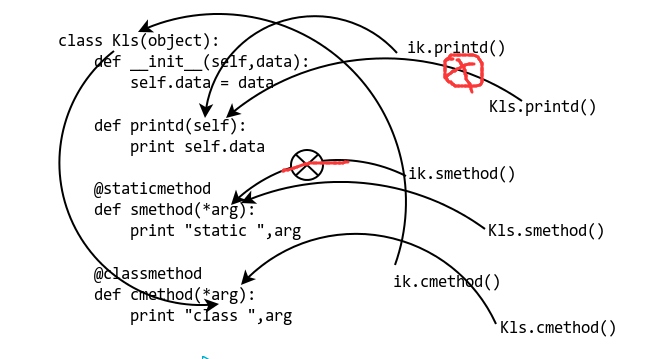 class Kls(object):
def __init__(self,data):
self.data = data
def printd(self):
print self.data
@staticmethod
def smethod(*arg):
print "static ",arg
@classmethod
def cmethod(*arg):
print "class ",arg
ik.printd()
Kls.printd()
ik.smethod()
Kls.smethod()
ik.cmethod()
Kls.cmethod()